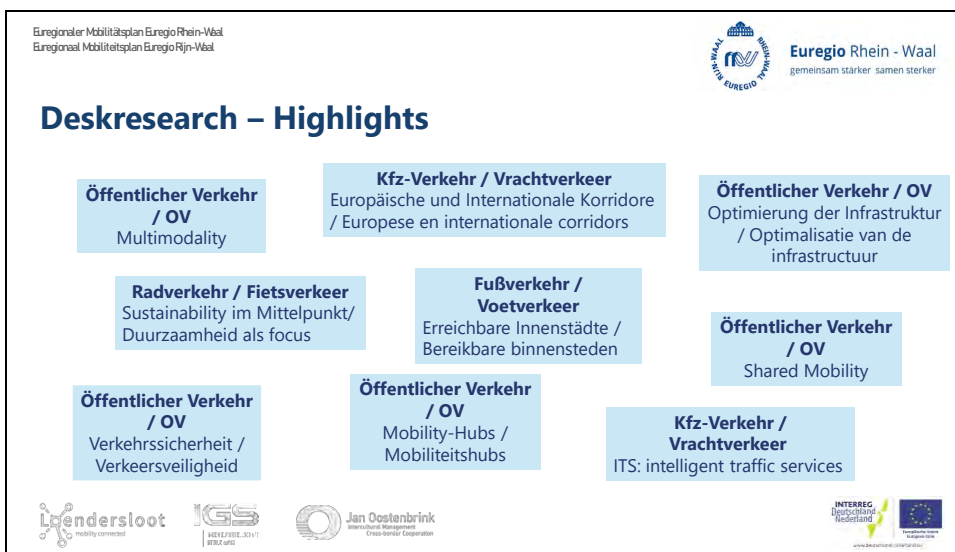 Euregionaler Mobilitätsplan Euregio Rhein-Waal
Euregionaal Mobiliteitsplan Euregio Rijn-Waal
RIJN-WAAL
RHEIN-WAAL
EUREGIO
Euregio Rhein - Waal
gemeinsam stärker samen sterker
Deskresearch – Highlights
Öffentlicher Verkehr
/ OV
Multimodality
Kfz-Verkehr / Vrachtverkeer
Europäische und Internationale Korridore
/ Europese en internationale corridors
Öffentlicher Verkehr / OV
Optimierung der Infrastruktur
/ Optimalisatie van de
infrastructuur
Radverkehr / Fietsverkeer
Sustainability im Mittelpunkt/
Duurzaamheid als focus
Fußverkehr /
Voetverkeer
Erreichbare Innenstädte /
Bereikbare binnensteden
Öffentlicher Verkehr
/ OV
Shared Mobility
Öffentlicher Verkehr
/ OV
Verkehrssicherheit /
Verkeersveiligheid
Öffentlicher Verkehr
/ OV
Mobility-Hubs /
Mobiliteitshubs
Kfz-Verkehr /
Vrachtverkeer
ITS: intelligent traffic services
Loendersloot
mobility connected
IGS
Jan Oostenbrink
Intercultural Management
Cross-border Cooperation
INTERREG
Deutschland
Nederland